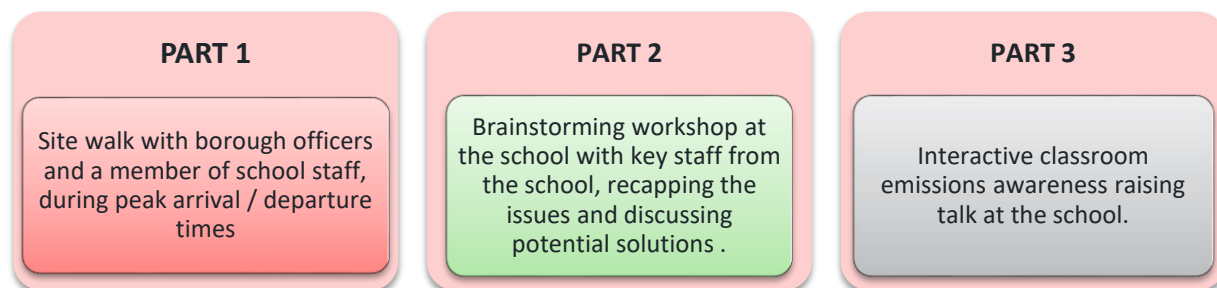 PART 1
Site walk with borough officers
and a member of school staff,
during peak arrival / departure
times
PART 2
Brainstorming workshop at
the school with key staff from
the school, recapping the
issues and discussing
potential solutions .
PART 3
Interactive classroom
emissions awareness raising
talk at the school.